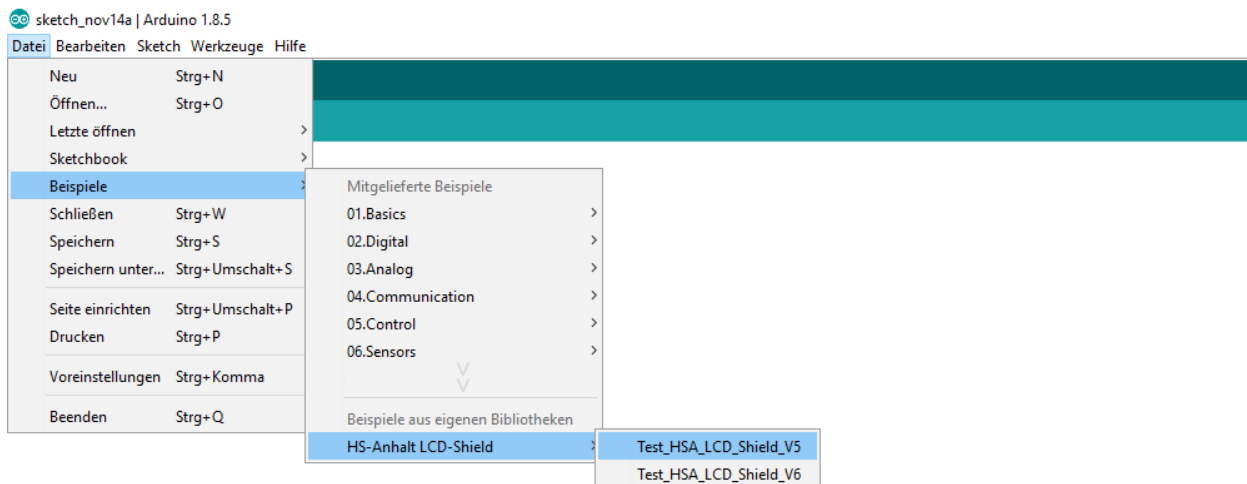 sketch_nov14a | Arduino 1.8.5
Datei Bearbeiten Sketch Werkzeuge Hilfe
Neu Strg+N
Öffnen... Strg+O
Letzte öffnen
Sketchbook
Beispiele
Schließen Strg+W
Speichern Strg+S
Speichern unter... Strg+Umschalt+S
Seite einrichten Strg+Umschalt+P
Drucken Strg+P
Voreinstellungen Strg+Komma
Beenden Strg+Q
Mitgelieferte Beispiele
01.Basics
02.Digital
03.Analog
04.Communication
05.Control
06.Sensors
Beispiele aus eigenen Bibliotheken
HS-Anhalt LCD-Shield
Test_HSA_LCD_Shield_V5
Test_HSA_LCD_Shield_V6